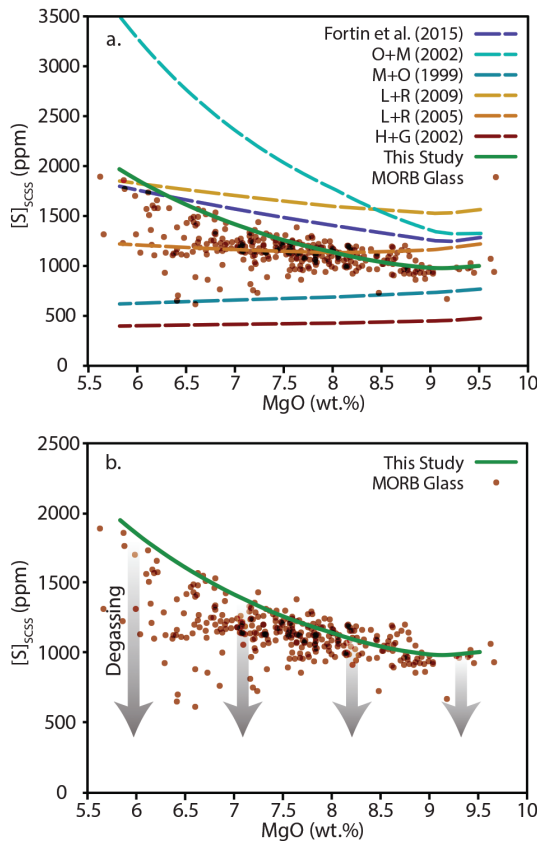 a.
Fortin et al. (2015)
O+M (2002)
M+O (1999)
L+R (2009)
L+R (2005)
H+G (2002)
This Study
MORB Glass
[S]SCSS (ppm)
3500
3000
2500
2000
1500
1000
500
0
5.5 6 6.5 7 7.5 8 8.5 9 9.5 10
MgO (wt.%)
b.
This Study
MORB Glass
Degassing
[S]SCSS (ppm)
2500
2000
1500
1000
500
0
5.5 6 6.5 7 7.5 8 8.5 9 9.5 10
MgO (wt.%)